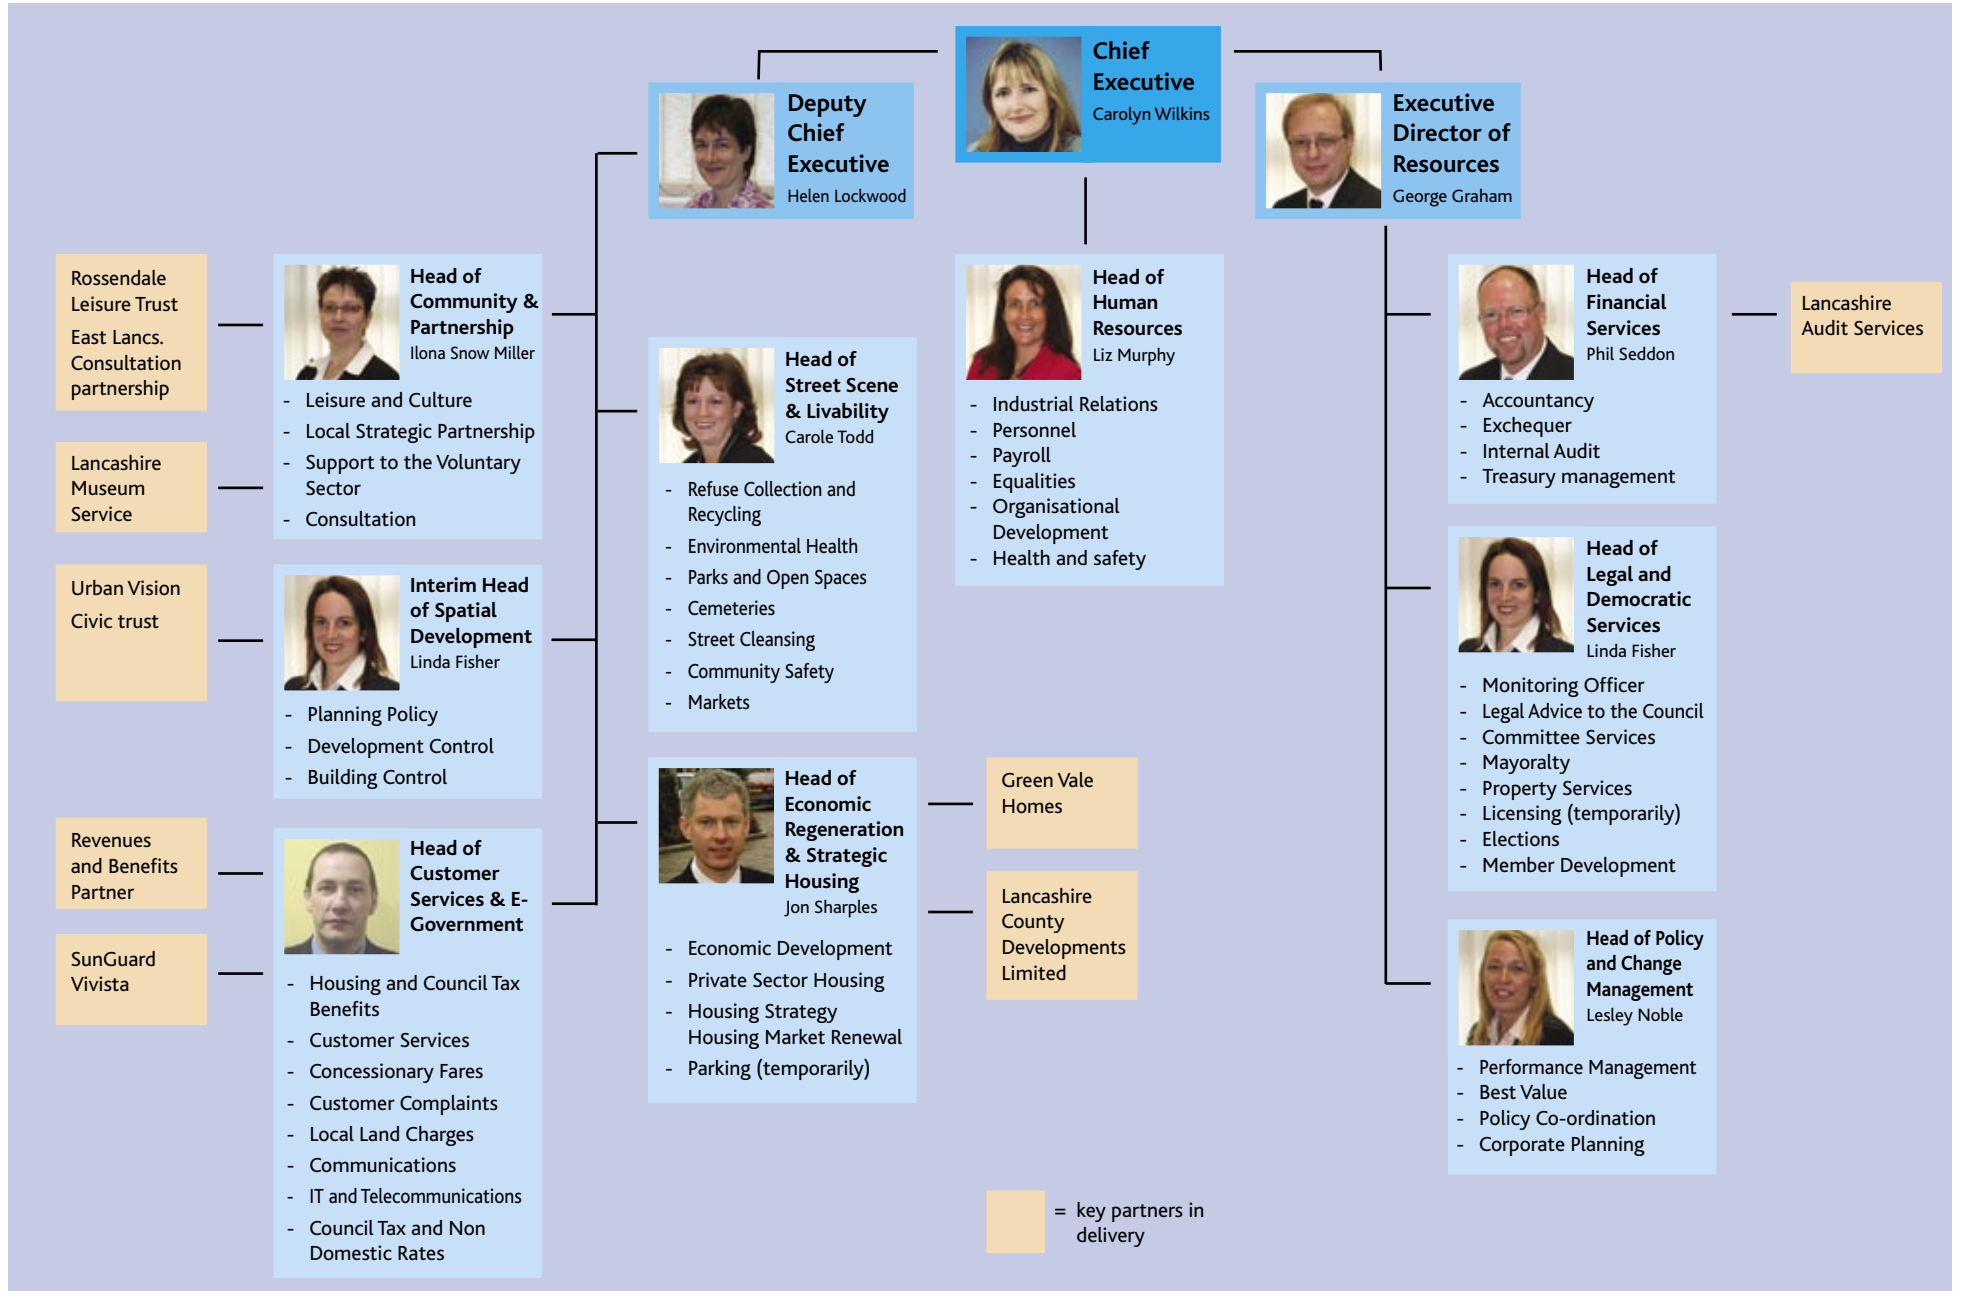 Chief
Executive
Carolyn Wilkins
Deputy
Chief
Executive
Helen Lockwood
Executive
Director of
Resources
George Graham
Rossendale
Leisure Trust
East Lancs.
Consultation
partnership
Lancashire
Museum
Service
Head of
Community &
Partnership
Ilona Snow Miller
- Leisure and Culture
- Local Strategic Partnership
- Support to the Voluntary
Sector
- Consultation
Urban Vision
Civic trust
Interim Head
of Spatial
Development
Linda Fisher
- Planning Policy
- Development Control
- Building Control
Revenues
and Benefits
Partner
SunGuard
Vivista
Head of
Customer
Services & E-
Government
- Housing and Council Tax
Benefits
- Customer Services
- Concessionary Fares
- Customer Complaints
- Local Land Charges
- Communications
- IT and Telecommunications
- Council Tax and Non
Domestic Rates
Head of
Street Scene
& Livability
Carole Todd
- Refuse Collection and
Recycling
- Environmental Health
- Parks and Open Spaces
- Cemeteries
- Street Cleansing
- Community Safety
- Markets
Head of
Economic
Regeneration
& Strategic
Housing
Jon Sharples
- Economic Development
- Private Sector Housing
- Housing Strategy
Housing Market Renewal
- Parking (temporarily)
Green Vale
Homes
Lancashire
County
Developments
Limited
Head of
Human
Resources
Liz Murphy
- Industrial Relations
- Personnel
- Payroll
- Equalities
- Organisational
Development
- Health and safety
Head of
Financial
Services
Phil Seddon
- Accountancy
- Exchequer
- Internal Audit
- Treasury management
Lancashire
Audit Services
Head of
Legal and
Democratic
Services
Linda Fisher
- Monitoring Officer
- Legal Advice to the Council
- Committee Services
- Mayoralty
- Property Services
- Licensing (temporarily)
- Elections
- Member Development
Head of Policy
and Change
Management
Lesley Noble
- Performance Management
- Best Value
- Policy Co-ordination
- Corporate Planning
= key partners in
delivery